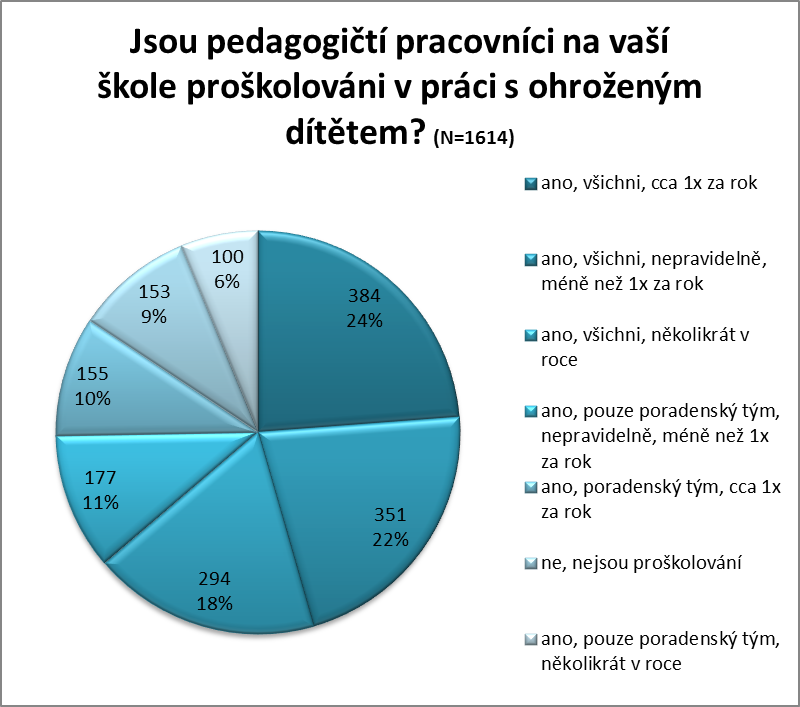 Jsou pedagogičtí pracovníci na vaší
škole proškolováni v práci s ohroženým
dítětem? (N=1614)
ano, všichni, cca 1x za rok
ano, všichni, nepravidelně,
méně než 1x za rok
ano, všichni, několikrát v
roce
ano, pouze poradenský tým,
nepravidelně, méně než 1x
za rok
ano, poradenský tým, cca 1x
za rok
ne, nejsou proškolování
ano, pouze poradenský tým,
několikrát v roce
384
24%
351
22%
294
18%
177
11%
155
10%
153
9%
100
6%